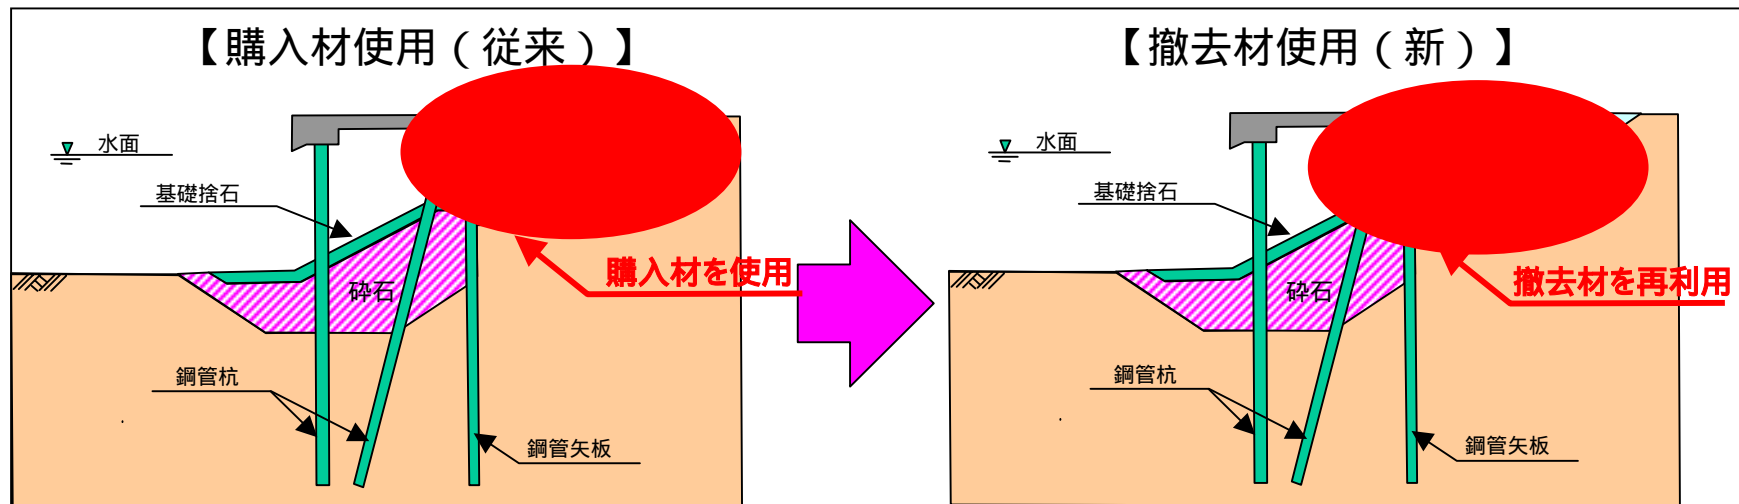 【購入材使用(従来)】
水面
基礎捨石
購入材を使用
砕石
鋼管杭
鋼管矢板
【撤去材使用(新)】
水面
基礎捨石
撤去材を再利用
砕石
鋼管杭
鋼管矢板